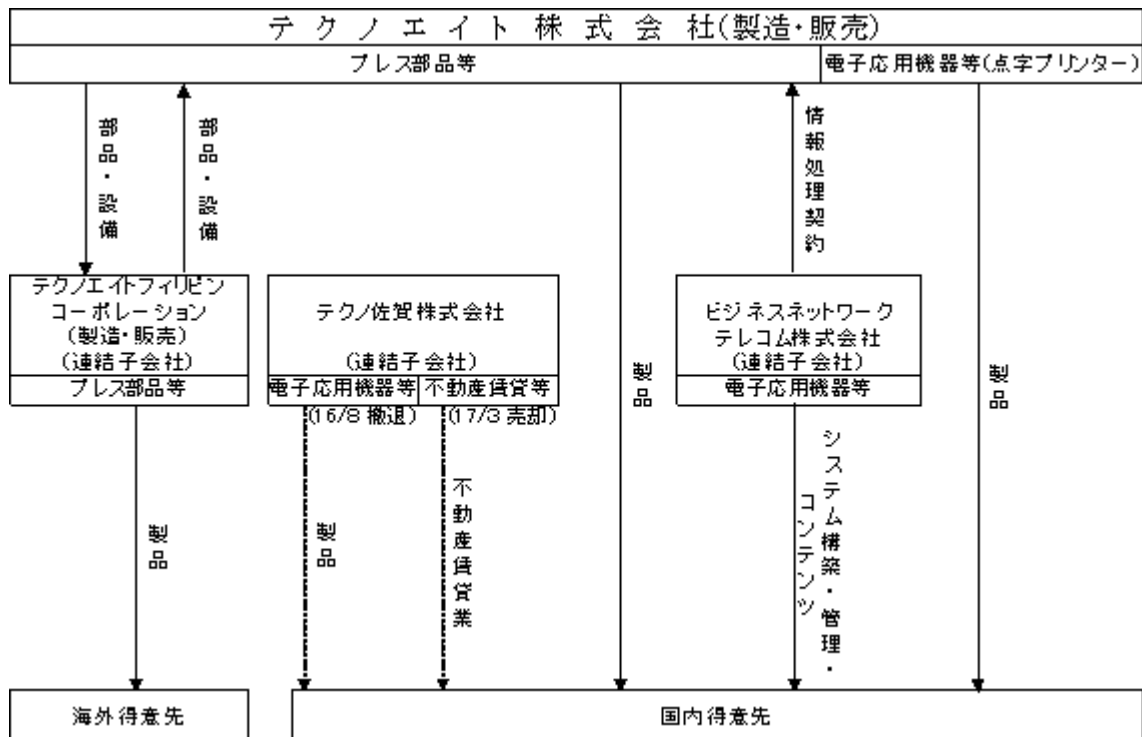 テクノエイト株式会社(製造・販売)
プレス部品等
電子応用機器等(点字プリンター)
部品・設備
部品・設備
情報処理契約
テクノエイトフィリピン
コーポレーション
(製造・販売)
(連結子会社)
プレス部品等
テクノ佐賀株式会社
(連結子会社)
電子応用機器等
不動産賃貸等
(16/8 撤退)
(17/3 売却)
ビジネスネットワーク
テレコム株式会社
(連結子会社)
電子応用機器等
製品
製品
製品
製品
不動産賃貸業
システム構築・管理・
コンテンツ
海外得意先
国内得意先